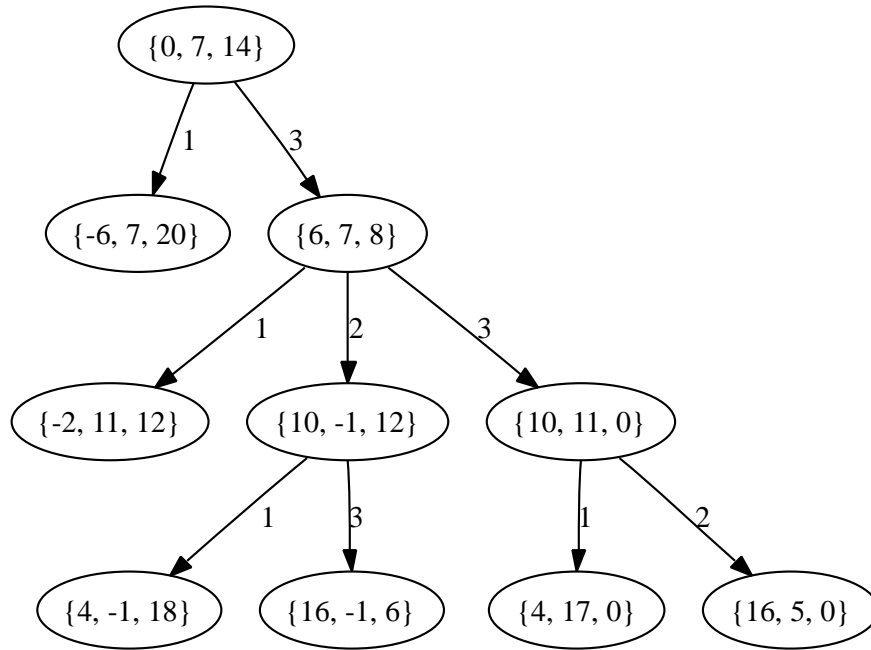 {0, 7, 14}
1
3
{-6, 7, 20}
{6, 7, 8}
1
2
3
{-2, 11, 12}
{10, -1, 12}
{10, 11, 0}
1
3
1
2
{4, -1, 18}
{16, -1, 6}
{4, 17, 0}
{16, 5, 0}